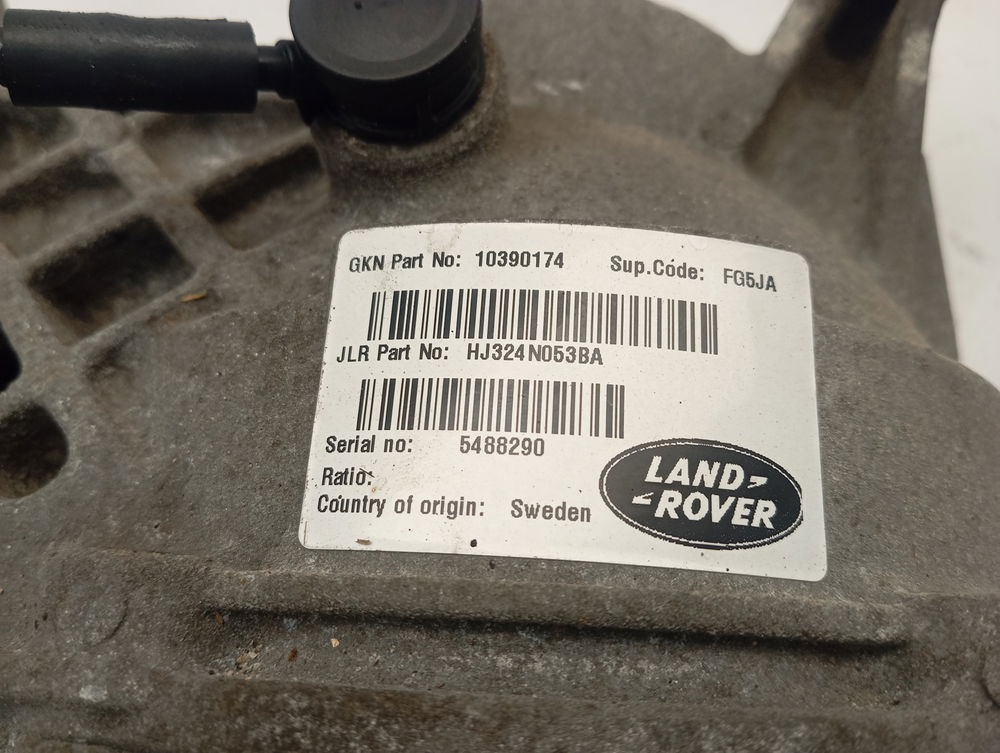 GKN Part No: 10390174 Sup.Code: FG5JA
JLR Part No: HJ324N053BA
Serial no: 5488290
Ratio:
Country of origin: Sweden
LAND
ROVER